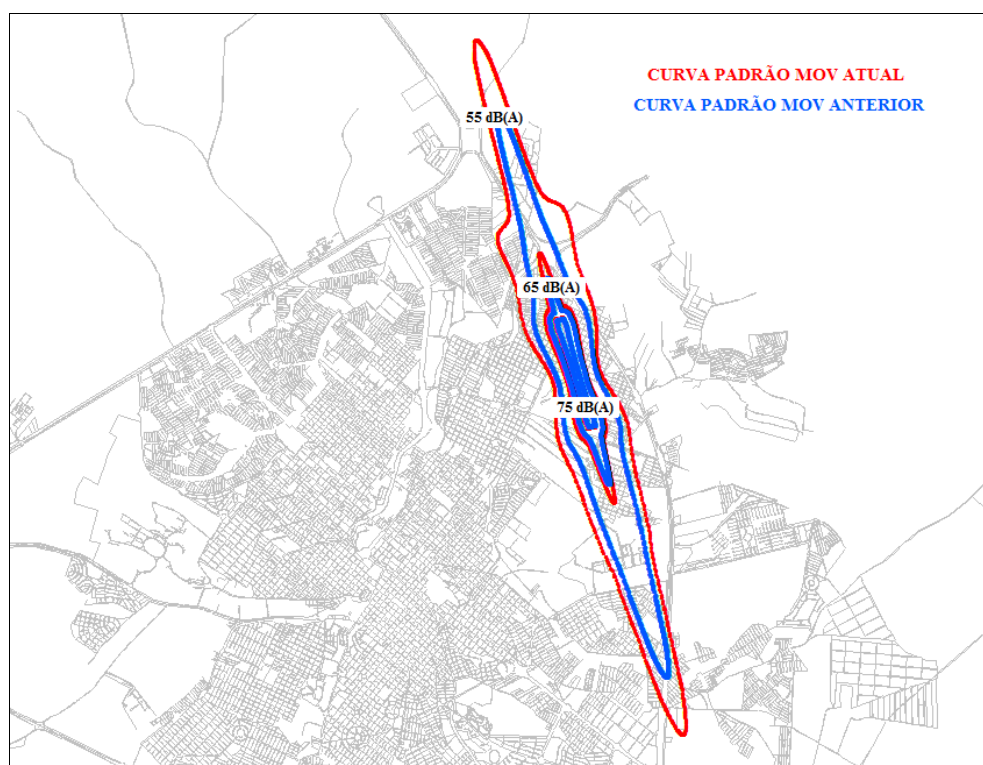 CURVA PADRÃO MOV ATUAL
CURVA PADRÃO MOV ANTERIOR
55 dB(A)
65 dB(A)
75 dB(A)